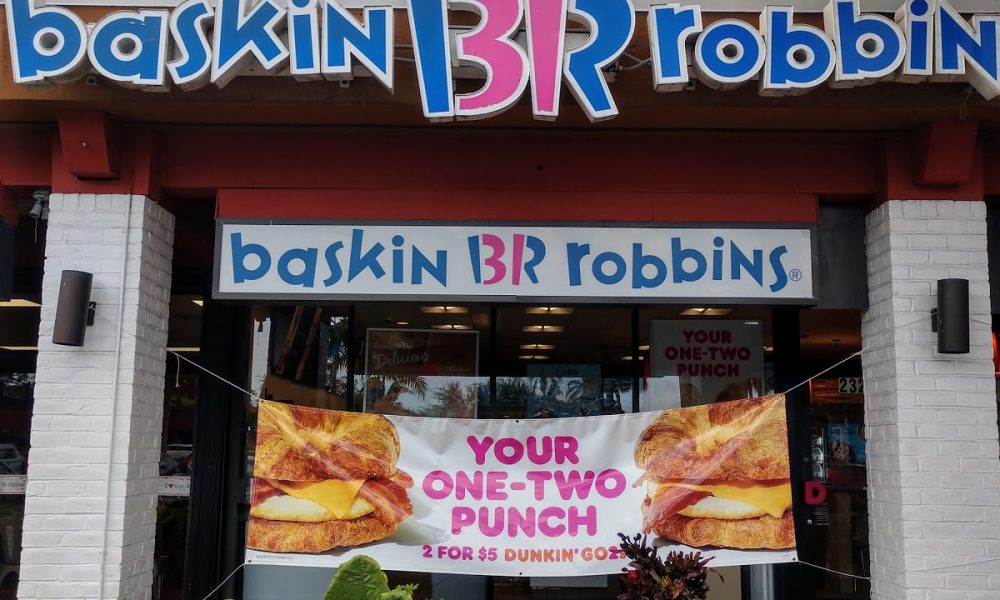 baskin BR robbins
baskin BR robbins®
Delicious
YOUR
ONE-TWO
PUNCH
232
YOUR
ONE-TWO
PUNCH
2 FOR $5 DUNKIN' GO2s
D